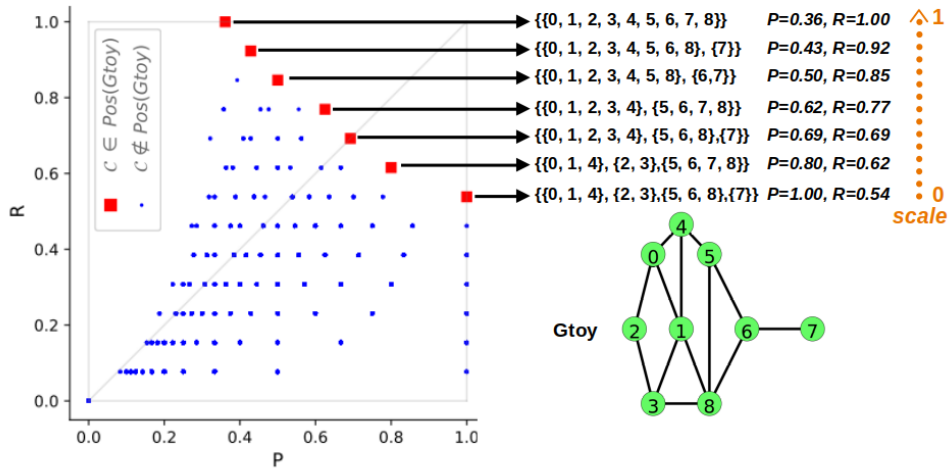 1.0
0.8
0.6
0.4
0.2
0.0
R
0.0 0.2 0.4 0.6 0.8 1.0
P
C ∈ Pos(Gtoy)
C ∉ Pos(Gtoy)
{{0, 1, 2, 3, 4, 5, 6, 7, 8}} P=0.36, R=1.00
{{0, 1, 2, 3, 4, 5, 6, 8}, {7}} P=0.43, R=0.92
{{0, 1, 2, 3, 4, 5, 8}, {6,7}} P=0.50, R=0.85
{{0, 1, 2, 3, 4}, {5, 6, 7, 8}} P=0.62, R=0.77
{{0, 1, 2, 3, 4}, {5, 6, 8},{7}} P=0.69, R=0.69
{{0, 1, 4}, {2, 3},{5, 6, 7, 8}} P=0.80, R=0.62
{{0, 1, 4}, {2, 3},{5, 6, 8},{7}} P=1.00, R=0.54
1
0
scale
Gtoy
4
0 5
2 1 6 7
3 8